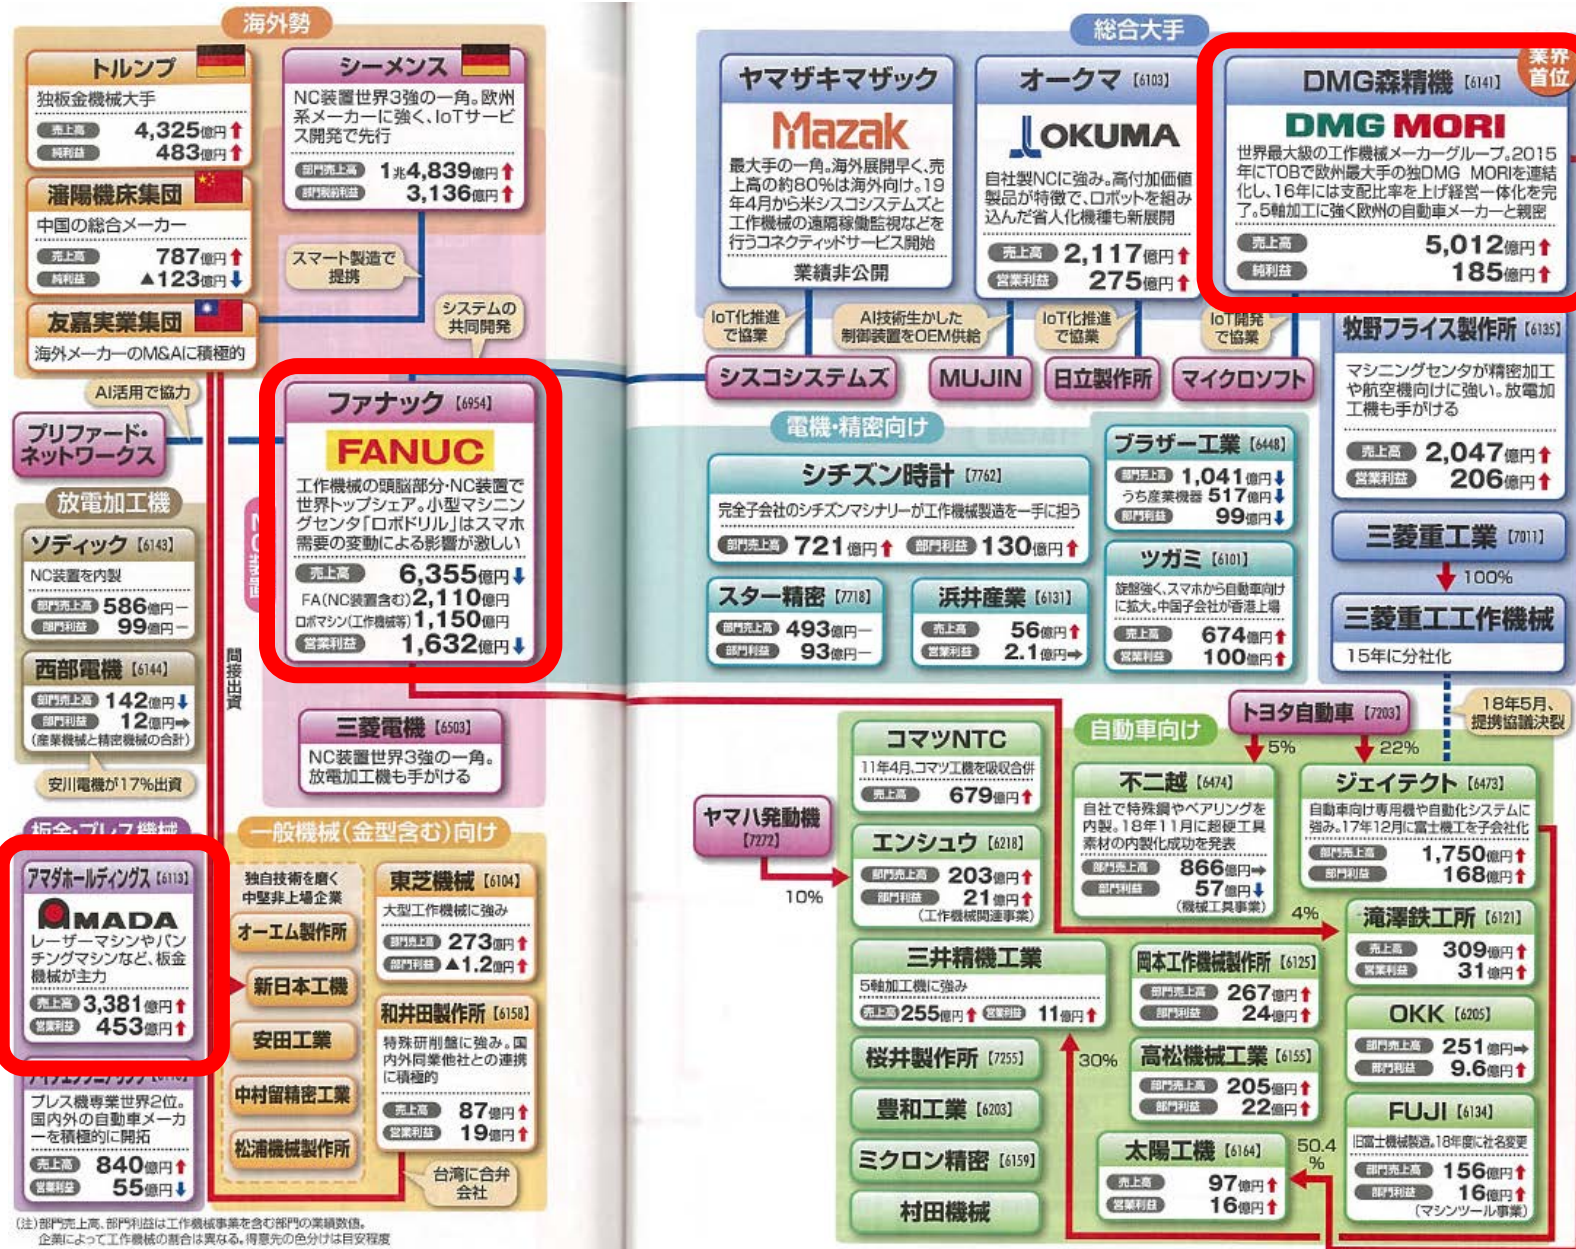 海外勢
トルンプ
独板金機械大手
売上高 4,325億円⬆
純利益 483億円⬆
瀋陽機床集団
中国の総合メーカー
売上高 787億円⬆
純利益 ▲123億円⬇
友嘉実業集団
海外メーカーのM&Aに積極的
シーメンス
NC装置世界3強の一角。欧州
系メーカーに強く、IoTサービ
ス開発で先行
部門売上高 1兆4,839億円⬆
部門税前利益 3,136億円⬆
スマート製造で
提携
システムの
共同開発
AI活用で協力
プリファード・
ネットワークス
ファナック【6954】
FANUC
工作機械の頭脳部分・NC装置で
世界トップシェア。小型マシニン
グセンタ「ロボドリル」はスマホ
需要の変動による影響が激しい
売上高 6,355億円⬇
FA(NC装置含む)2,110億円
ロボマシン(工作機械等)1,150億円
営業利益 1,632億円⬇
三菱電機【6503】
NC装置世界3強の一角。
放電加工機も手がける
放電加工機
ソディック【6143】
NC装置を内製
部門売上高 586億円―
部門利益 99億円―
西部電機【6144】
部門売上高 142億円⬇
部門利益 12億円➡
(産業機械と精密機械の合計)
安川電機が17%出資
間接出資
板金・プレス機械
アマダホールディングス【6113】
AMADA
レーザーマシンやパン
チングマシンなど、板金
機械が主力
売上高 3,381億円⬆
営業利益 453億円⬆
プレス機専業世界2位。
国内外の自動車メーカ
ーを積極的に開拓
売上高 840億円⬆
営業利益 55億円⬇
一般機械(金型含む)向け
独自技術を磨く
中堅非上場企業
オーエム製作所
新日本工機
安田工業
中村留精密工業
松浦機械製作所
東芝機械【6104】
大型工作機械に強み
部門売上高 273億円⬆
部門利益 ▲1.2億円⬆
和井田製作所【6158】
特殊研削盤に強み。国
内外同業他社との連携
に積極的
売上高 87億円⬆
営業利益 19億円⬆
台湾に合弁
会社
(注)部門売上高、部門利益は工作機械事業を含む部門の業績数値。
企業によって工作機械の割合は異なる。得意先の色分けは目安程度
総合大手
ヤマザキマザック
Mazak
最大手の一角。海外展開早く、売
上高の約80%は海外向け。19
年4月から米シスコシステムズと
工作機械の遠隔稼働監視などを
行うコネクティッドサービス開始
業績非公開
オークマ【6103】
OKUMA
自社製NCに強み。高付加価値
製品が特徴で、ロボットを組み
込んだ省人化機種も新展開
売上高 2,117億円⬆
営業利益 275億円⬆
業界
首位
DMG森精機【6141】
DMG MORI
世界最大級の工作機械メーカーグループ。2015
年にTOBで欧州最大手の独DMG MORIを連結
化し、16年には支配比率を上げ経営一体化を完
了。5軸加工に強く欧州の自動車メーカーと親密
売上高 5,012億円⬆
純利益 185億円⬆
IoT化推進
で協業
AI技術生かした
制御装置をOEM供給
IoT化推進
で協業
IoT開発
で協業
シスコシステムズ
MUJIN
日立製作所
マイクロソフト
牧野フライス製作所【6135】
マシニングセンタが精密加工
や航空機向けに強い。放電加
工機も手がける
売上高 2,047億円⬆
営業利益 206億円⬆
三菱重工業【7011】
100%
三菱重工工作機械
15年に分社化
18年5月、
提携協議決裂
電機・精密向け
シチズン時計【7762】
完全子会社のシチズンマシナリーが工作機械製造を一手に担う
部門売上高 721億円⬆ 部門利益 130億円⬆
スター精密【7718】
部門売上高 493億円―
部門利益 93億円―
浜井産業【6131】
売上高 56億円⬆
営業利益 2.1億円➡
ブラザー工業【6448】
部門売上高 1,041億円⬇
うち産業機器 517億円⬇
部門利益 99億円⬇
ツガミ【6101】
旋盤強く、スマホから自動車向け
に拡大。中国子会社が香港上場
売上高 674億円⬆
営業利益 100億円⬆
自動車向け
トヨタ自動車【7203】
5%
22%
ヤマハ発動機
【7272】
10%
コマツNTC
11年4月、コマツ工機を吸収合併
売上高 679億円⬆
エンシュウ【6218】
部門売上高 203億円⬆
部門利益 21億円⬆
(工作機械関連事業)
三井精機工業
5軸加工機に強み
売上高 255億円⬆ 営業利益 11億円⬆
桜井製作所【7255】
豊和工業【6203】
ミクロン精密【6159】
村田機械
不二越【6474】
自社で特殊鋼やベアリングを
内製。18年11月に超硬工具
素材の内製化成功を発表
部門売上高 866億円➡
部門利益 57億円⬇
(機械工具事業)
ジェイテクト【6473】
自動車向け専用機や自動化システムに
強み。17年12月に富士機工を子会社化
部門売上高 1,750億円⬆
部門利益 168億円⬆
4%
滝澤鉄工所【6121】
売上高 309億円⬆
営業利益 31億円⬆
岡本工作機械製作所【6125】
部門売上高 267億円⬆
部門利益 24億円⬆
30%
高松機械工業【6155】
部門売上高 205億円⬆
部門利益 22億円⬆
OKK【6205】
部門売上高 251億円➡
部門利益 9.6億円⬆
太陽工機【6164】
売上高 97億円⬆
営業利益 16億円⬆
50.4
%
FUJI【6134】
旧富士機械製造。18年度に社名変更
部門売上高 156億円⬆
部門利益 16億円⬆
(マシンツール事業)